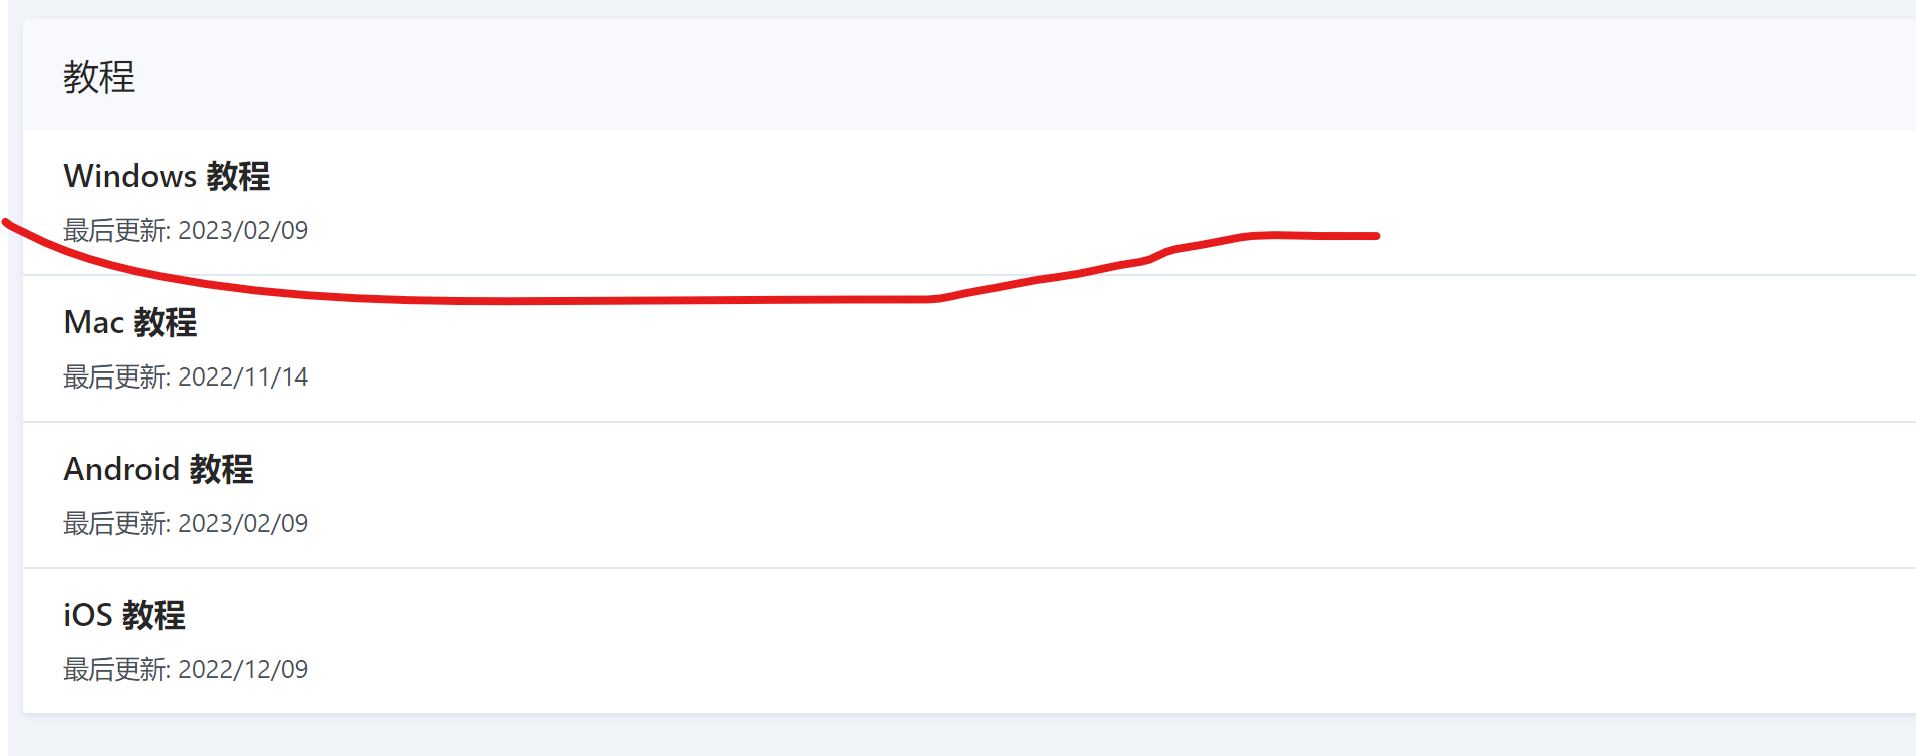 教程
Windows 教程
最后更新: 2023/02/09
Mac 教程
最后更新: 2022/11/14
Android 教程
最后更新: 2023/02/09
iOS 教程
最后更新: 2022/12/09